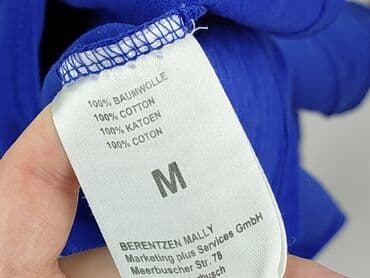 100% BAUMWOLLE
100% COTTON
100% KATOEN
100% COTON
M
BERENTZEN MALLY
Marketing plus Services GmbH
Meerbuscher Str. 78